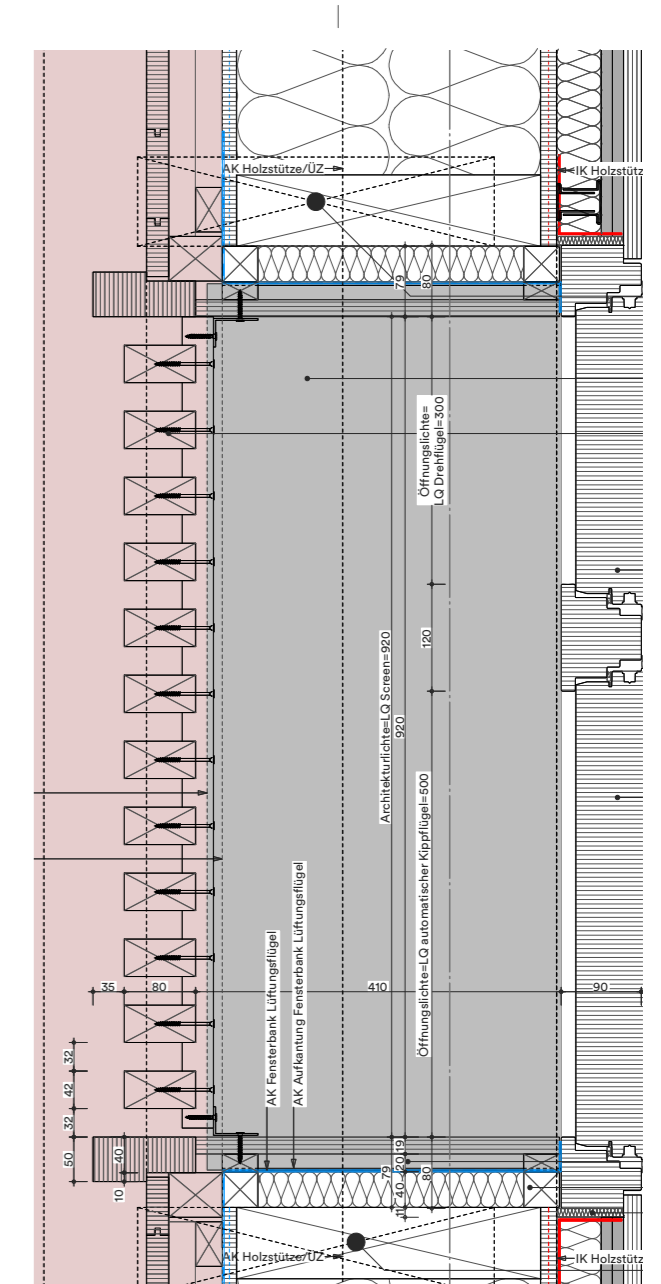 AK Holzstütze/ÜZ
IK Holzstütz
79
80
Öffnungslichte=
LQ Drehflügel=300
120
Architekturlichte=LQ Screen=920
920
Öffnungslichte=LQ automatischer Kippflügel=500
AK Fensterbank Lüftungsflügel
AK Aufkantung Fensterbank Lüftungsflügel
35
80
410
90
32
42
32
50
40
10
79
19
20
40
11
80
AK Holzstütze/ÜZ
IK Holzstütz